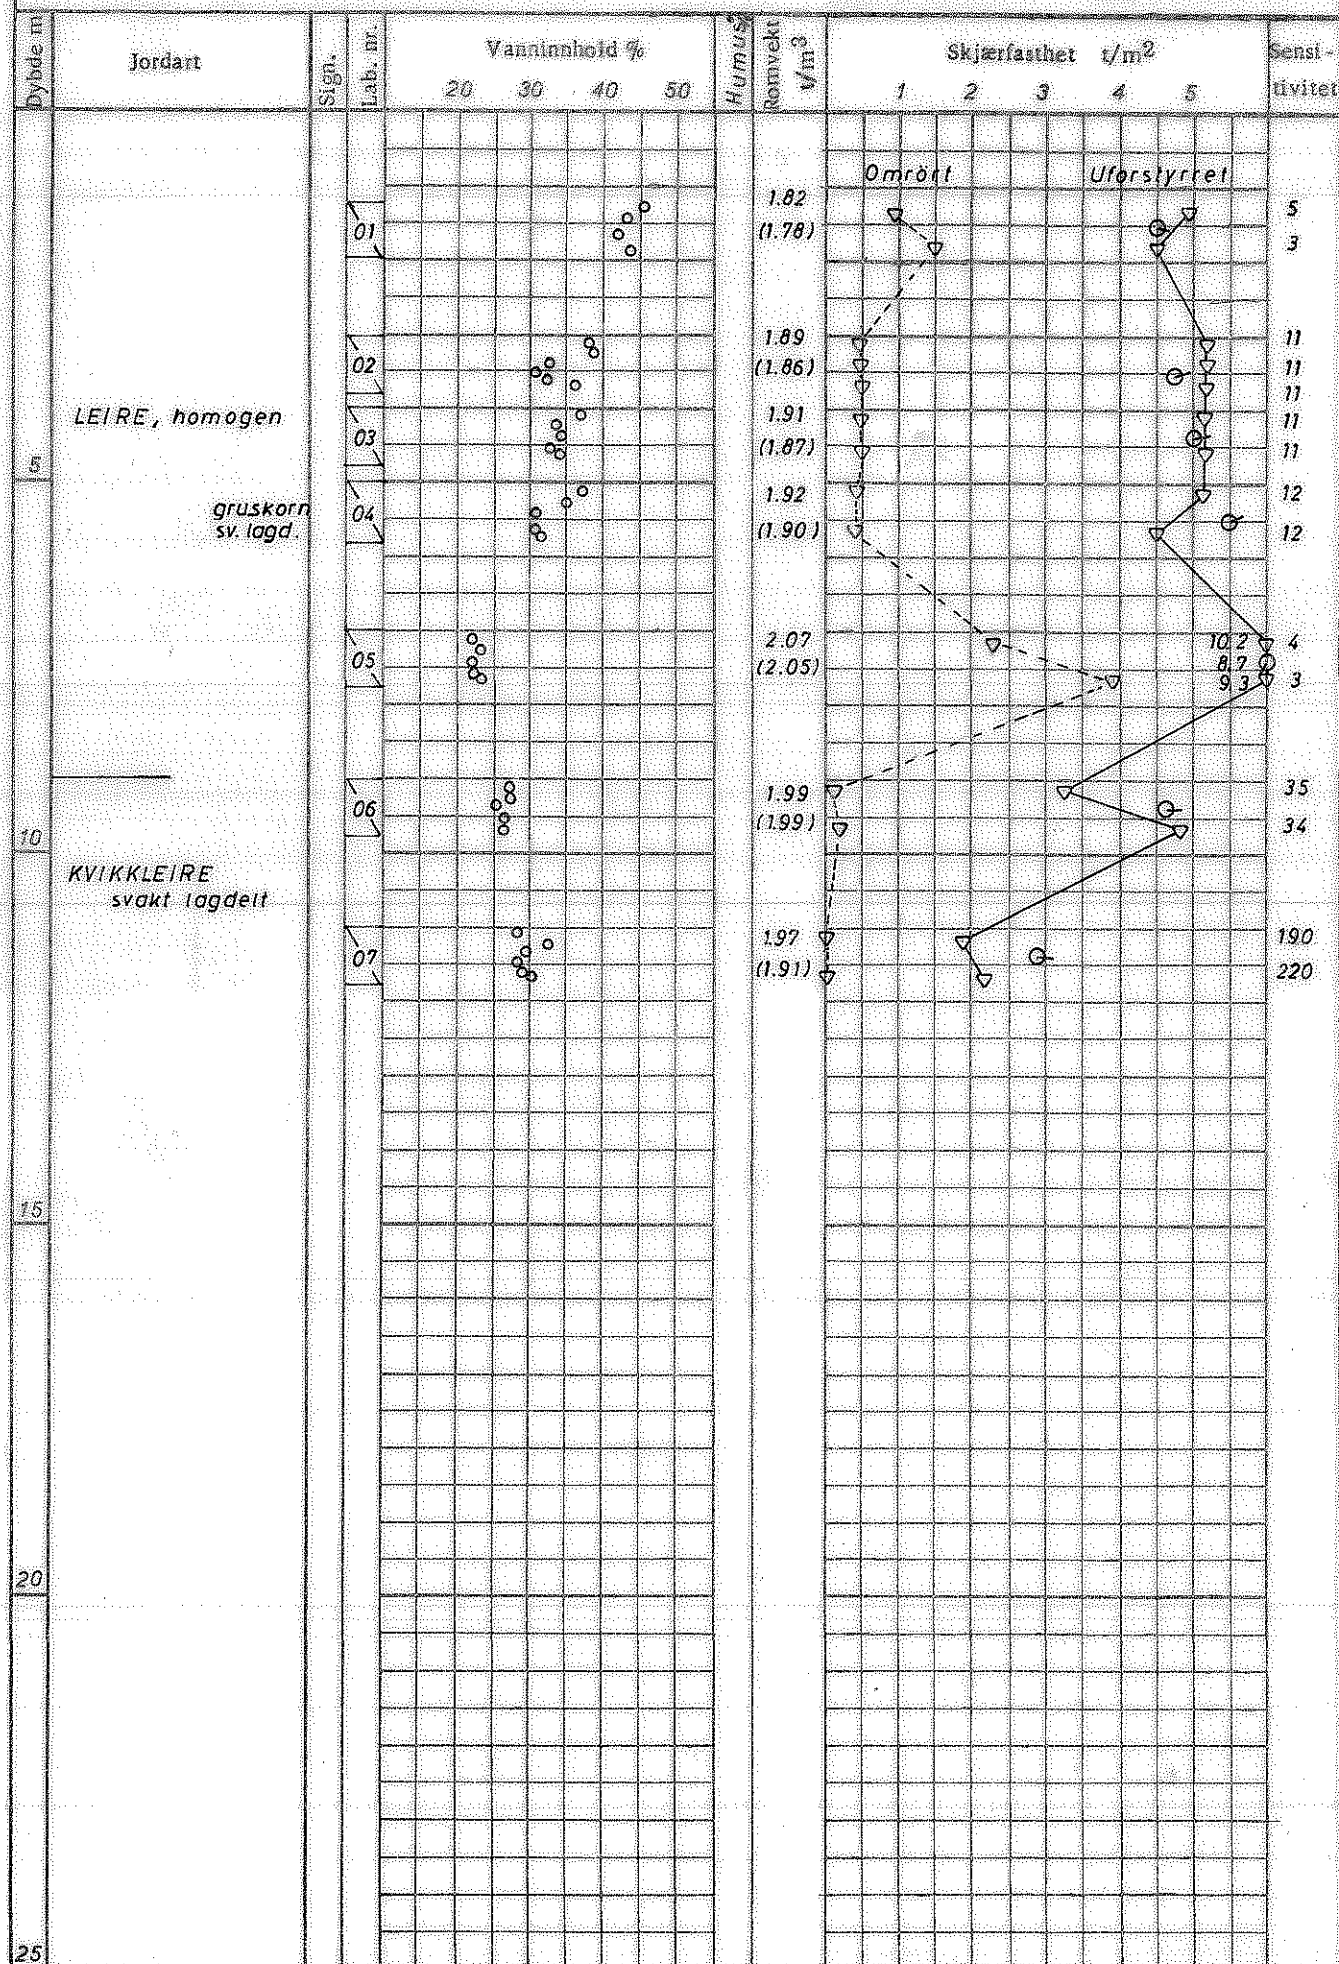 Dybde m Jordart Sign. Lab. nr. Vanninnhold % Humus% Romvekt t/m³ Skjærfasthet t/m² Sensi-tivitet
20 30 40 50 1 2 3 4 5
Omrört Uforstyrret
1.82 5
01 (1.78) 3
1.89 11
02 (1.86) 11
11
LEIRE, homogen 1.91 11
03 (1.87) 11
5
gruskorn 04 1.92 12
sv. lagd. (1.90) 12
2.07 10.2 4
05 (2.05) 8.7
9.3 3
06 1.99 35
10 (1.99) 34
KVIKKLEIRE
svakt lagdelt
1.97 190
07 (1.91) 220
15
20
25